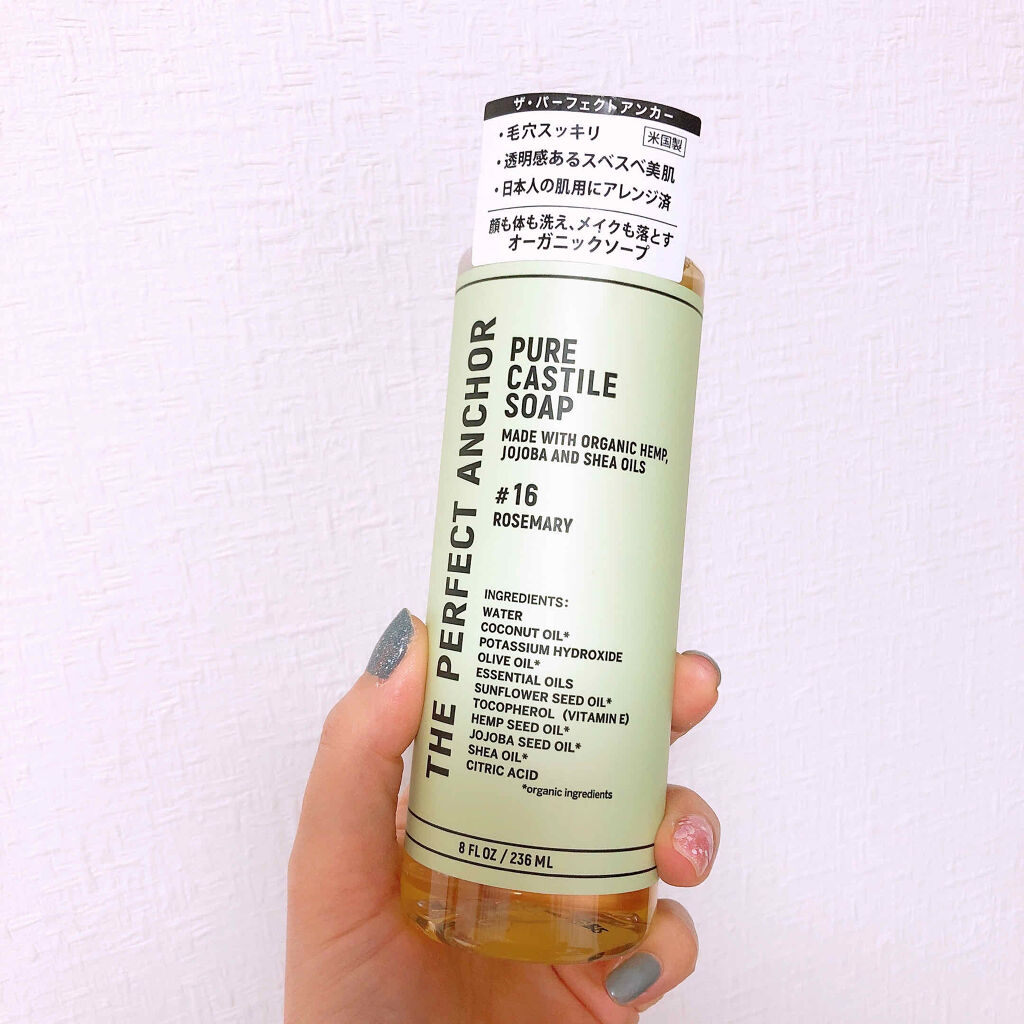 ザ・パーフェクトアンカー
・毛穴スッキリ
米国製
・透明感あるスベスベ美肌
・日本人の肌用にアレンジ済
顔も体も洗え、メイクも落とす
オーガニックソープ
THE PERFECT ANCHOR
PURE
CASTILE
SOAP
MADE WITH ORGANIC HEMP,
JOJOBA AND SHEA OILS
#16
ROSEMARY
INGREDIENTS:
WATER
COCONUT OIL*
POTASSIUM HYDROXIDE
OLIVE OIL*
ESSENTIAL OILS
SUNFLOWER SEED OIL*
TOCOPHEROL (VITAMIN E)
HEMP SEED OIL*
JOJOBA SEED OIL*
SHEA OIL*
CITRIC ACID
*organic ingredients
8 FL OZ / 236 ML